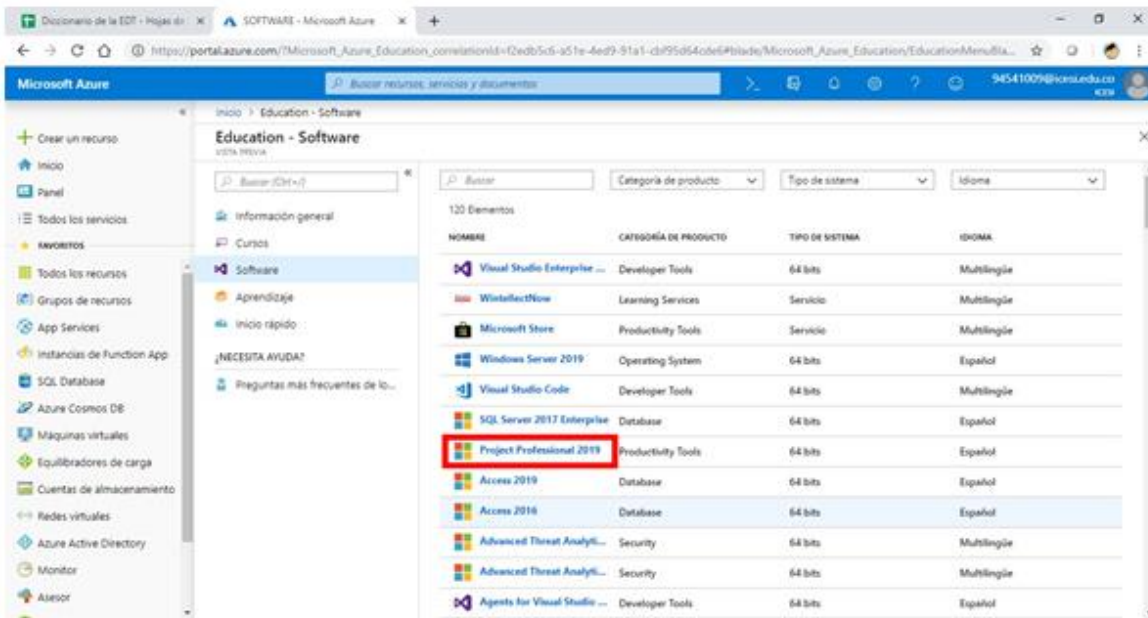 Diccionario de la EDT - Hojas de
SOFTWARE - Microsoft Azure
https://portal.azure.com/?Microsoft_Azure_Education_correlationId=f2edb5c6-a51e-4ed9-91a1-cbf95d64cde6#blade/Microsoft_Azure_Education/EducationMenuBla...
Microsoft Azure
Buscar recursos, servicios y documentos
94541009@icesi.edu.co
ICESI
Inicio > Education - Software
Education - Software
VISTA PREVIA
Crear un recurso
Inicio
Panel
Todos los servicios
FAVORITOS
Todos los recursos
Grupos de recursos
App Services
Instancias de Function App
SQL Database
Azure Cosmos DB
Máquinas virtuales
Equilibradores de carga
Cuentas de almacenamiento
Redes virtuales
Azure Active Directory
Monitor
Asesor
Buscar (Ctrl+/)
Información general
Cursos
Software
Aprendizaje
Inicio rápido
¿NECESITA AYUDA?
Preguntas más frecuentes de lo...
Buscar
Categoría de producto
Tipo de sistema
Idioma
120 Elementos
NOMBRE CATEGORÍA DE PRODUCTO TIPO DE SISTEMA IDIOMA
Visual Studio Enterprise ... Developer Tools 64 bits Multilingüe
WintellectNow Learning Services Servicio Multilingüe
Microsoft Store Productivity Tools Servicio Multilingüe
Windows Server 2019 Operating System 64 bits Español
Visual Studio Code Developer Tools 64 bits Multilingüe
SQL Server 2017 Enterprise Database 64 bits Español
Project Professional 2019 Productivity Tools 64 bits Español
Access 2019 Database 64 bits Español
Access 2016 Database 64 bits Español
Advanced Threat Analyti... Security 64 bits Multilingüe
Advanced Threat Analyti... Security 64 bits Multilingüe
Agents for Visual Studio ... Developer Tools 64 bits Español